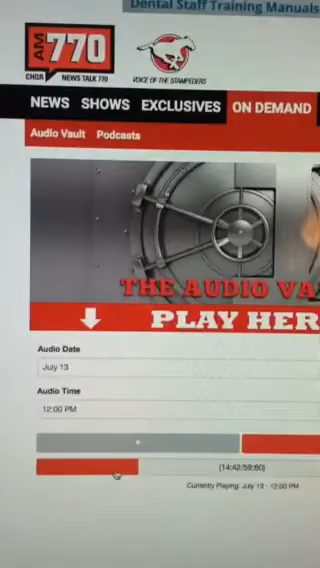 Dental Staff Training Manuals
AM 770
CHQR NEWS TALK 770
VOICE OF THE STAMPEDERS
NEWS SHOWS EXCLUSIVES ON DEMAND
Audio Vault Podcasts
THE AUDIO VA
PLAY HER
Audio Date
July 13
Audio Time
12:00 PM
[14:42/59:60]
Currently Playing: July 13 - 12:00 PM